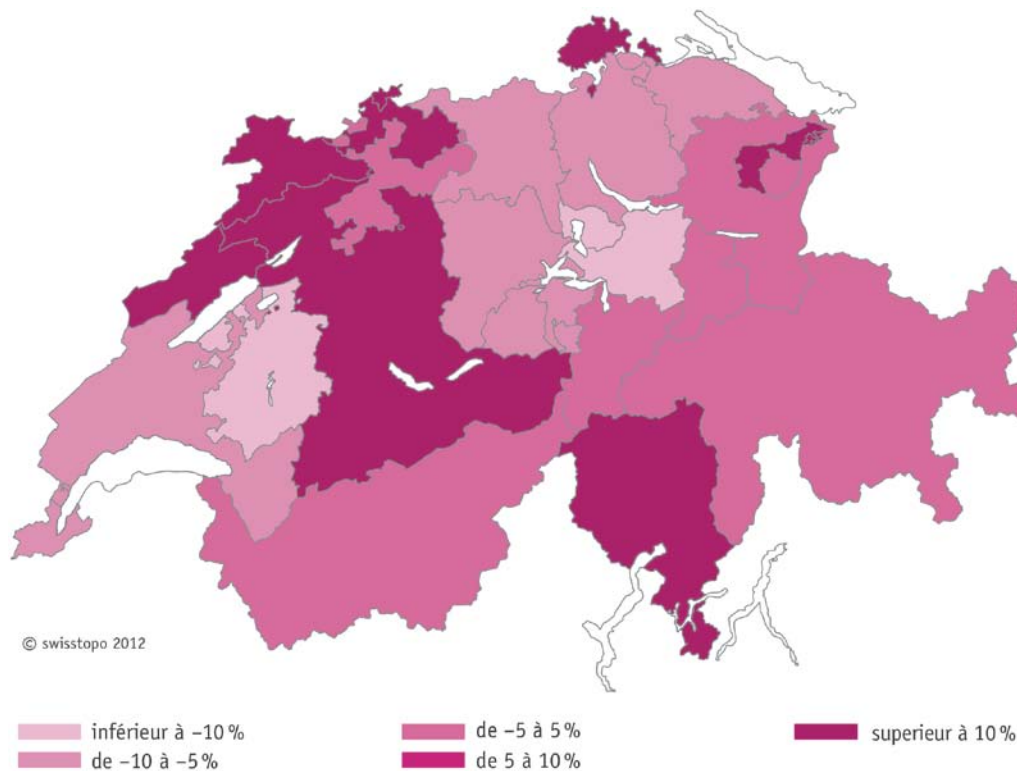 © swisstopo 2012
inférieur à –10 %
de –10 à –5 %
de –5 à 5 %
de 5 à 10 %
superieur à 10 %